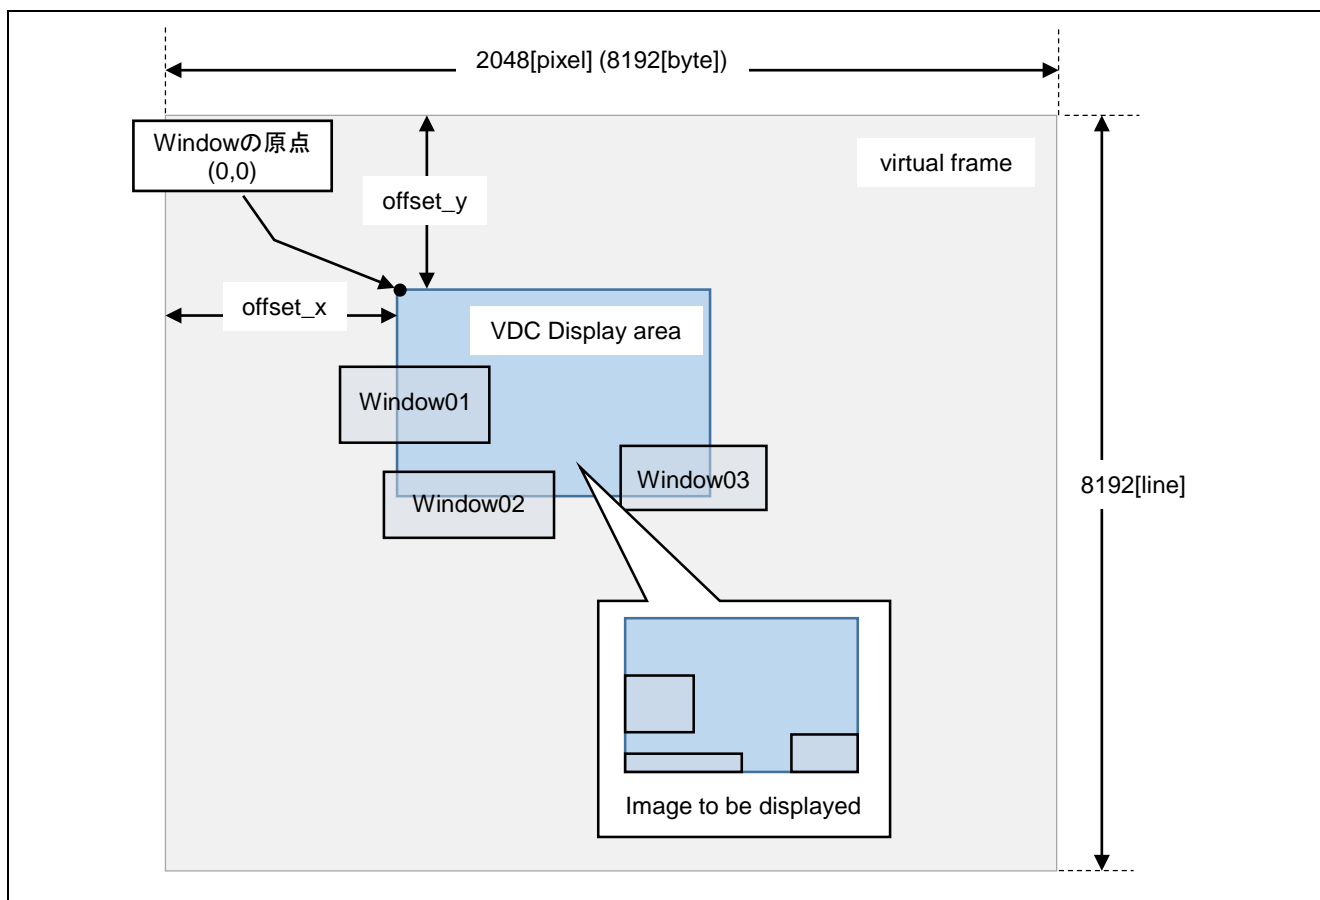 2048[pixel] (8192[byte])
Windowの原点
(0,0)
virtual frame
offset_y
offset_x
VDC Display area
Window01
Window03
Window02
8192[line]
Image to be displayed